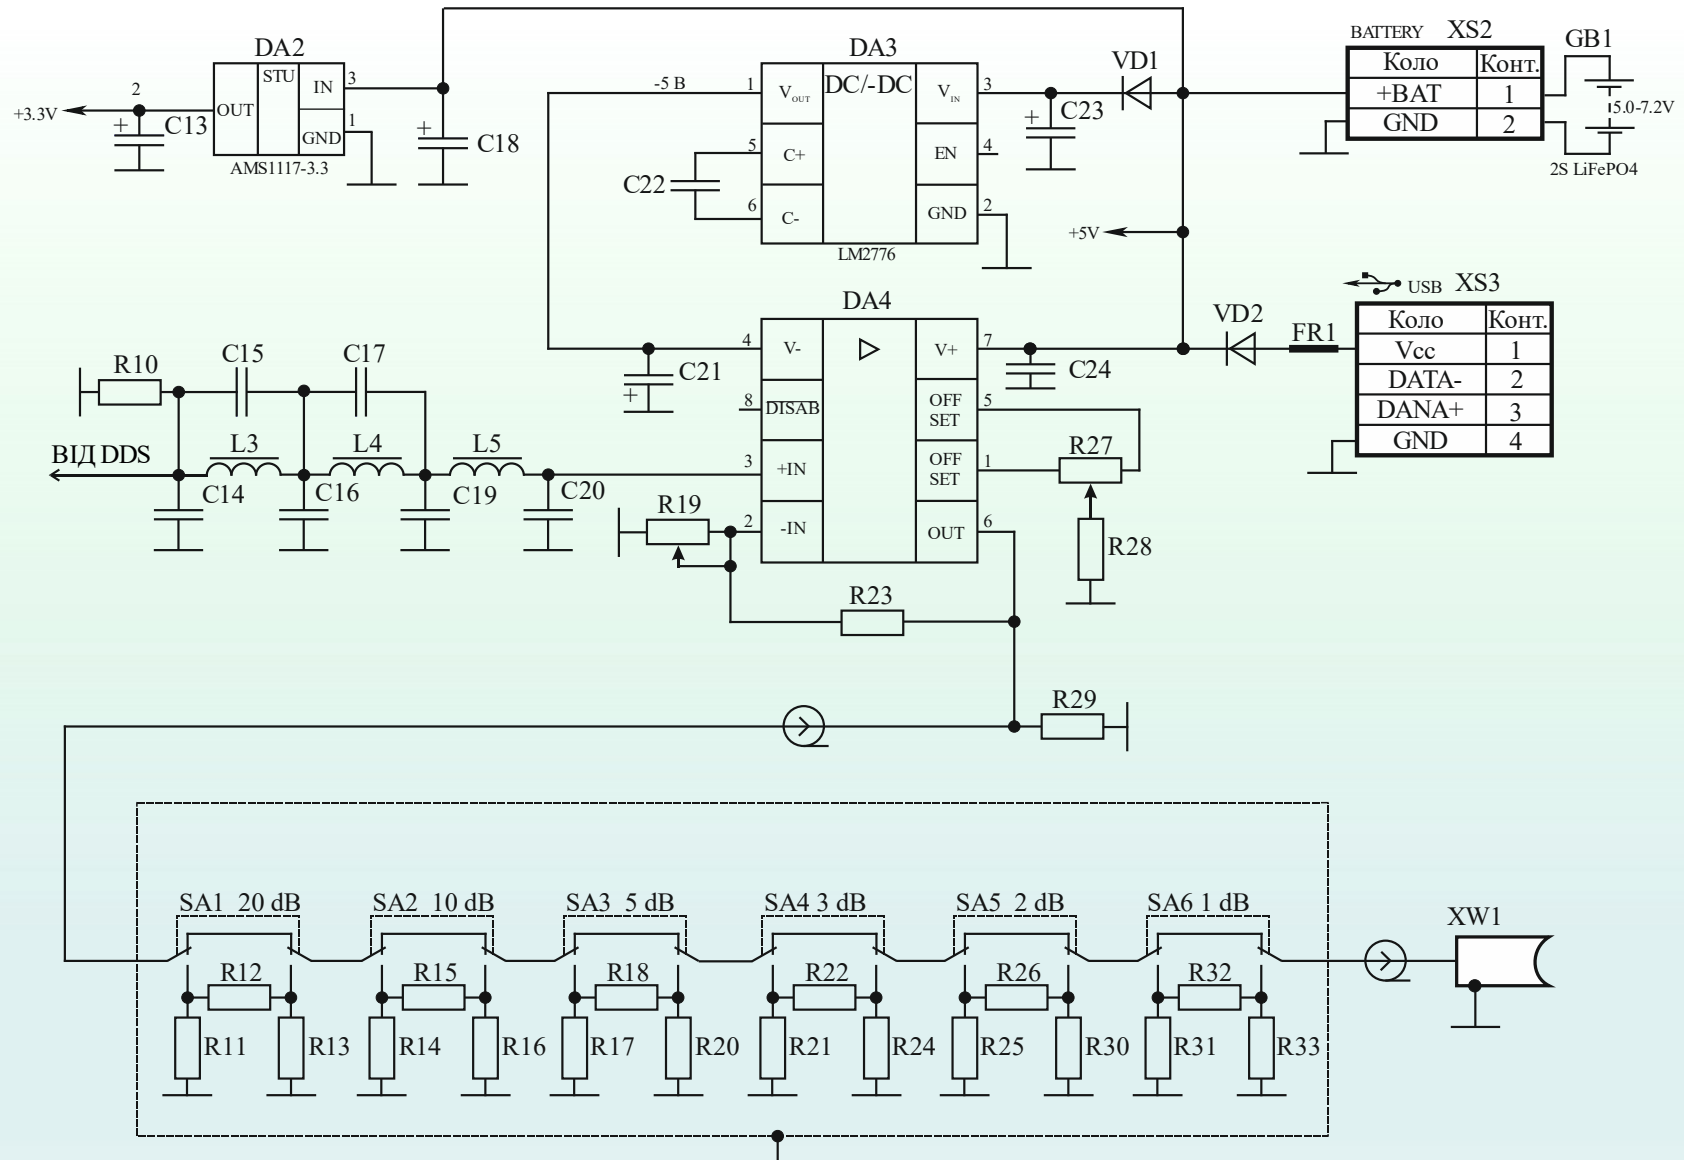 DA2
STU
IN
OUT
GND
3
1
2
+3.3V
+
C13
AMS1117-3.3
+
C18
DA3
DC/-DC
-5 В
1
VOUT
VIN
3
5
C+
EN
4
C22
6
C-
GND
2
LM2776
VD1
+
C23
+5V
BATTERY XS2
Коло Конт.
+BAT 1
GND 2
GB1
5.0-7.2V
2S LiFePO4
USB XS3
Коло Конт.
Vcc 1
DATA- 2
DANA+ 3
GND 4
VD2
FR1
DA4
4
V-
V+
7
C21
+
C24
8
DISAB
OFF
SET
5
3
+IN
OFF
SET
1
2
-IN
OUT
6
R27
R28
R10
C15
C17
ВІД DDS
L3
L4
L5
C14
C16
C19
C20
R19
R23
R29
SA1 20 dB
SA2 10 dB
SA3 5 dB
SA4 3 dB
SA5 2 dB
SA6 1 dB
XW1
R12
R15
R18
R22
R26
R32
R11
R13
R14
R16
R17
R20
R21
R24
R25
R30
R31
R33